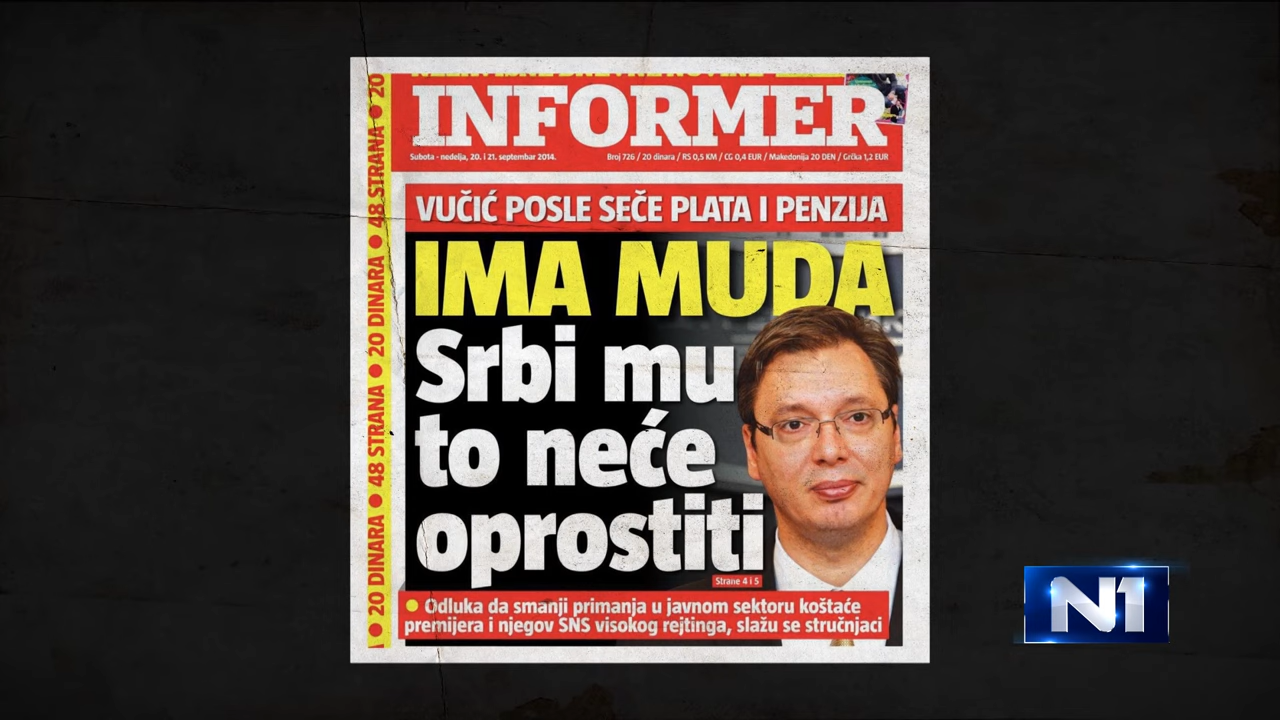 INFORMER
Subota - nedelja, 20. i 21. septembar 2014.
Broj 726 / 20 dinara / RS 0,5 KM / CG 0,4 EUR / Makedonija 20 DEN / Grčka 1,2 EUR
20 DINARA • 48 STRANA • 20 DINARA • 48 STRANA • 20
VUČIĆ POSLE SEČE PLATA I PENZIJA
IMA MUDA
Srbi mu
to neće
oprostiti
Strane 4 i 5
• Odluka da smanji primanja u javnom sektoru koštaće
premijera i njegov SNS visokog rejtinga, slažu se stručnjaci
N1